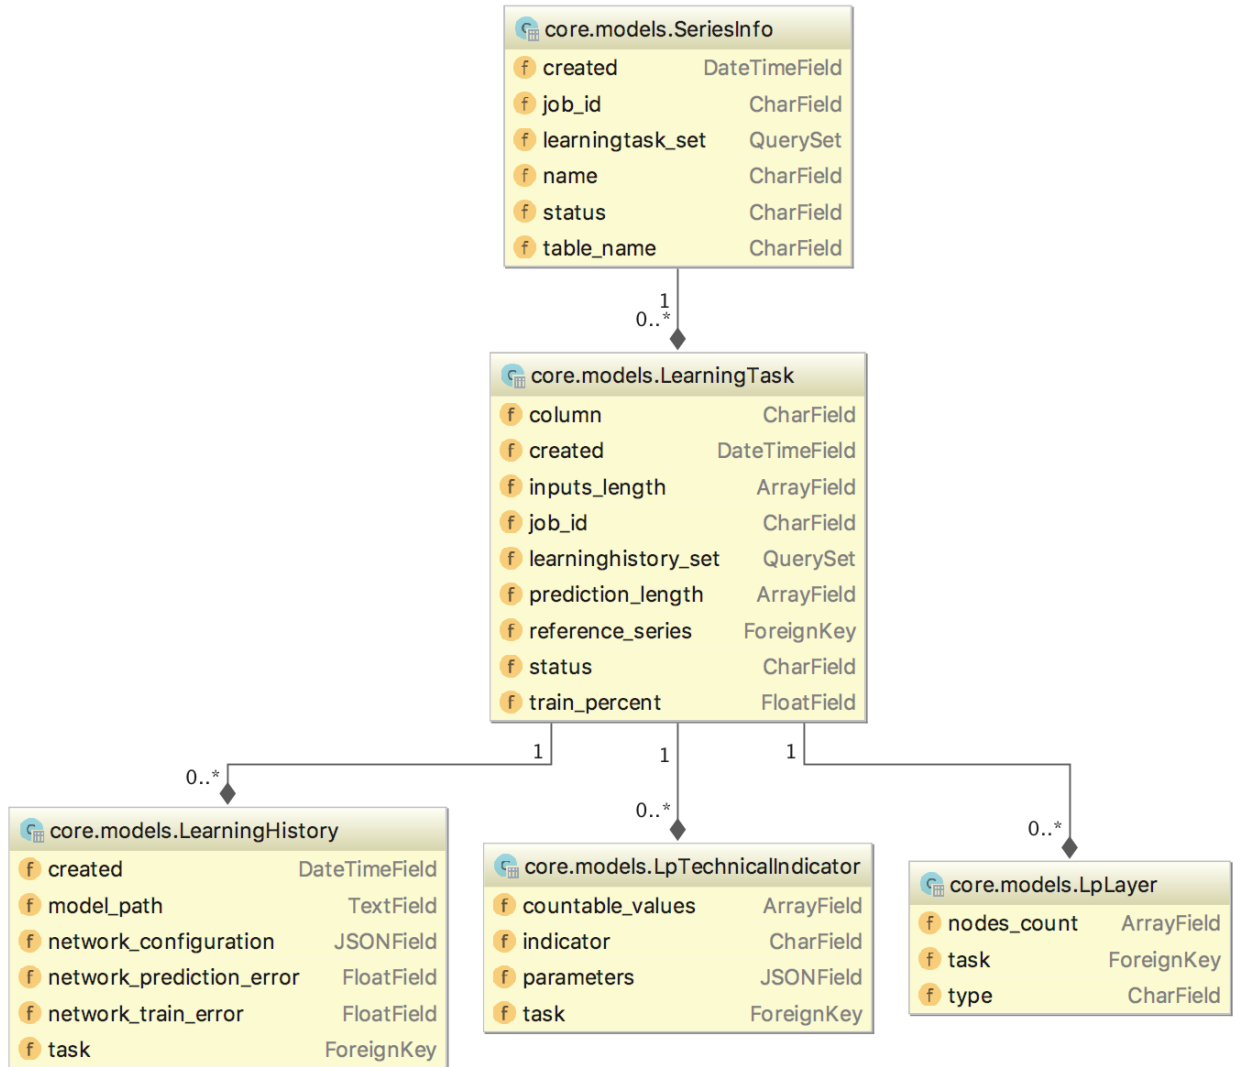 core.models.SeriesInfo
created DateTimeField
job_id CharField
learningtask_set QuerySet
name CharField
status CharField
table_name CharField
1
0..*
core.models.LearningTask
column CharField
created DateTimeField
inputs_length ArrayField
job_id CharField
learninghistory_set QuerySet
prediction_length ArrayField
reference_series ForeignKey
status CharField
train_percent FloatField
1 1 1
0..* 0..* 0..*
core.models.LearningHistory
created DateTimeField
model_path TextField
network_configuration JSONField
network_prediction_error FloatField
network_train_error FloatField
task ForeignKey
core.models.LpTechnicalIndicator
countable_values ArrayField
indicator CharField
parameters JSONField
task ForeignKey
core.models.LpLayer
nodes_count ArrayField
task ForeignKey
type CharField